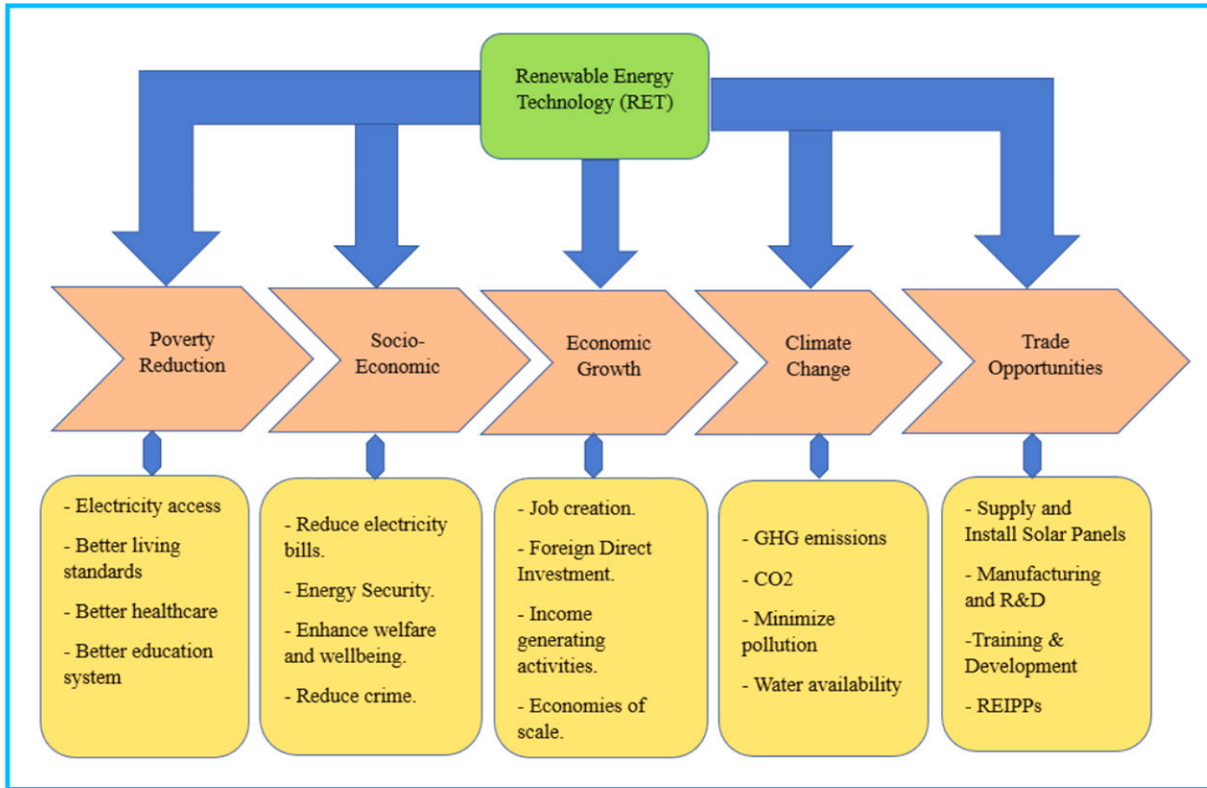 Renewable Energy
Technology (RET)
Poverty
Reduction
Socio-
Economic
Economic
Growth
Climate
Change
Trade
Opportunities
- Electricity access
- Better living
standards
- Better healthcare
- Better education
system
- Reduce electricity
bills.
- Energy Security.
- Enhance welfare
and wellbeing.
- Reduce crime.
- Job creation.
- Foreign Direct
Investment.
- Income
generating
activities.
- Economies of
scale.
- GHG emissions
- CO2
- Minimize
pollution
- Water availability
- Supply and
Install Solar Panels
- Manufacturing
and R&D
-Training &
Development
- REIPPs